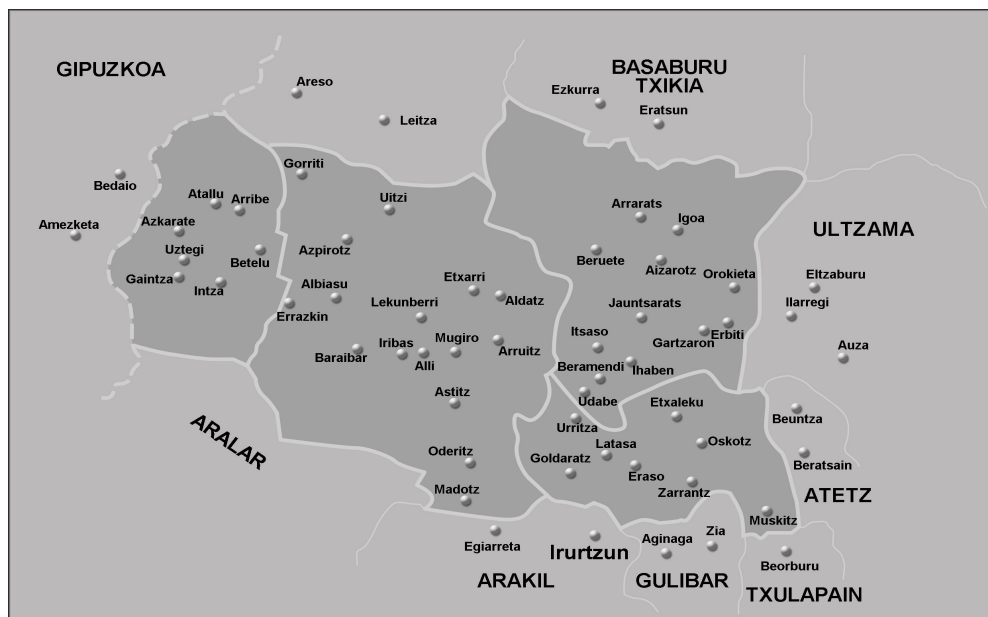 GIPUZKOA
BASABURU
TXIKIA
Areso
Ezkurra
Leitza
Eratsun
Gorriti
Bedaio
Atallu
Arribe
Uitzi
Azkarate
Amezketa
Arrarats
Igoa
ULTZAMA
Uztegi
Betelu
Azpirotz
Beruete
Aizarotz
Gaintza
Intza
Orokieta
Eltzaburu
Albiasu
Etxarri
Aldatz
Errazkin
Lekunberri
Jauntsarats
Ilarregi
Itsaso
Gartzaron
Erbiti
Baraibar
Iribas
Alli
Mugiro
Arruitz
Auza
Beramendi
Ihaben
Astitz
Udabe
Etxaleku
Beuntza
Urritza
ARALAR
Oskotz
Latasa
Oderitz
Goldaratz
Eraso
Beratsain
Zarrantz
Madotz
ATETZ
Muskitz
Egiarreta
Irurtzun
Aginaga
Zia
Beorburu
ARAKIL
GULIBAR
TXULAPAIN